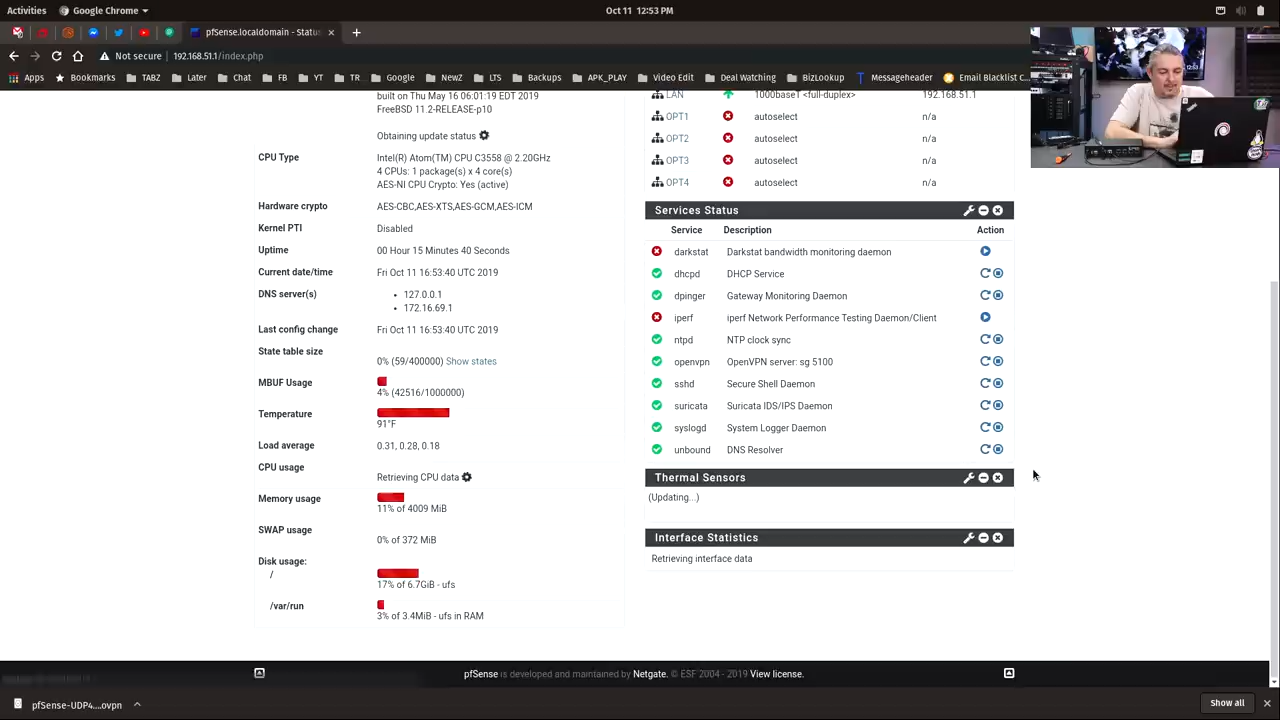 Activities Google Chrome Oct 11 12:53 PM
pfSense.localdomain - Status
Not secure 192.168.51.1/index.php
Apps Bookmarks TABZ Later Chat FB YT TR Google NewZ LTS Backups APK_PLAY Video Edit Deal Watching BizLookup Messageheader Email Blacklist C
built on Thu May 16 06:01:19 EDT 2019
FreeBSD 11.2-RELEASE-p10
Obtaining update status
CPU Type Intel(R) Atom(TM) CPU C3558 @ 2.20GHz
4 CPUs: 1 package(s) x 4 core(s)
AES-NI CPU Crypto: Yes (active)
Hardware crypto AES-CBC,AES-XTS,AES-GCM,AES-ICM
Kernel PTI Disabled
Uptime 00 Hour 15 Minutes 40 Seconds
Current date/time Fri Oct 11 16:53:40 UTC 2019
DNS server(s) • 127.0.0.1
• 172.16.69.1
Last config change Fri Oct 11 16:53:40 UTC 2019
State table size
0% (59/400000) Show states
MBUF Usage
4% (42516/1000000)
Temperature
91°F
Load average 0.31, 0.28, 0.18
CPU usage
Retrieving CPU data
Memory usage
11% of 4009 MiB
SWAP usage
0% of 372 MiB
Disk usage:
/
17% of 6.7GiB - ufs
/var/run
3% of 3.4MiB - ufs in RAM
LAN 1000baseT <full-duplex> 192.168.51.1
OPT1 autoselect n/a
OPT2 autoselect n/a
OPT3 autoselect n/a
OPT4 autoselect n/a
Services Status
Service Description Action
darkstat Darkstat bandwidth monitoring daemon
dhcpd DHCP Service
dpinger Gateway Monitoring Daemon
iperf iperf Network Performance Testing Daemon/Client
ntpd NTP clock sync
openvpn OpenVPN server: sg 5100
sshd Secure Shell Daemon
suricata Suricata IDS/IPS Daemon
syslogd System Logger Daemon
unbound DNS Resolver
Thermal Sensors
(Updating...)
Interface Statistics
Retrieving interface data
pfSense is developed and maintained by Netgate. © ESF 2004 - 2019 View license.
pfSense-UDP4....ovpn Show all